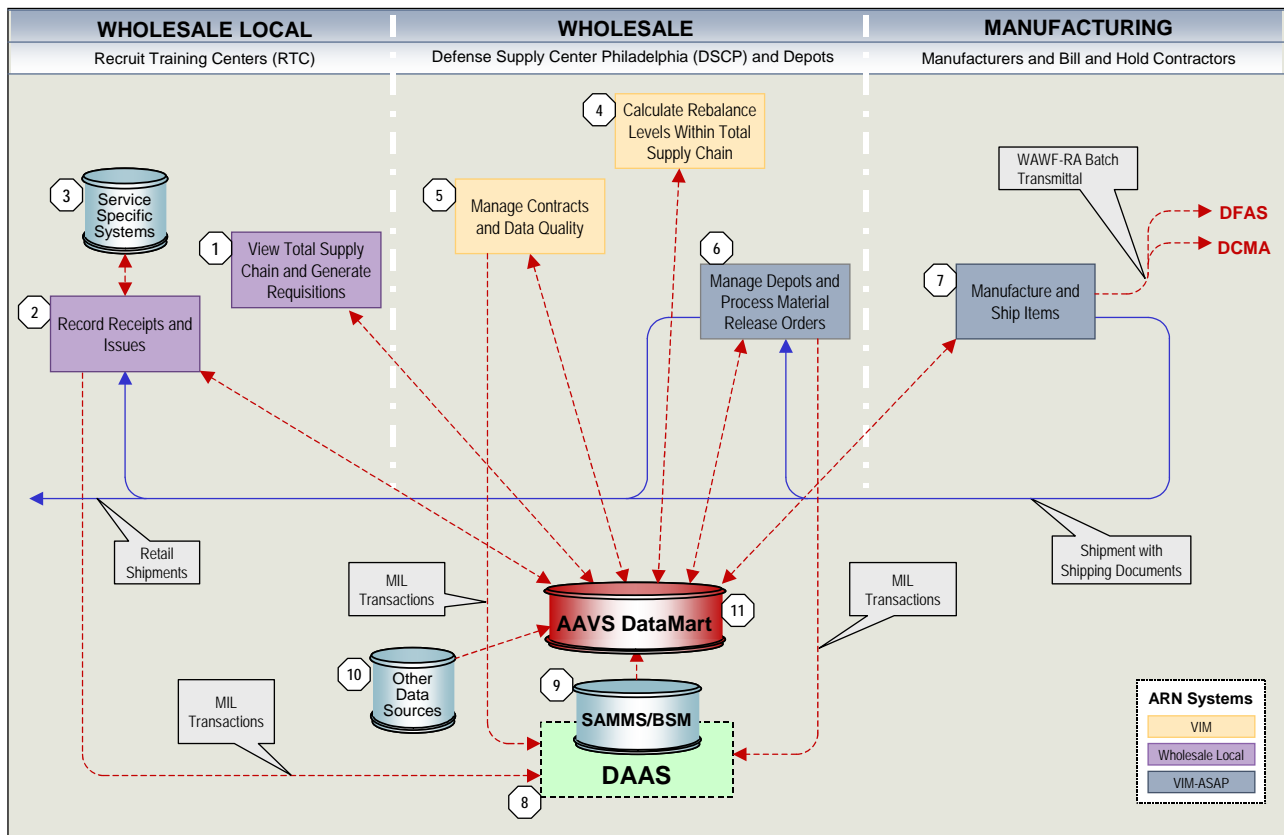 WHOLESALE LOCAL
Recruit Training Centers (RTC)
WHOLESALE
Defense Supply Center Philadelphia (DSCP) and Depots
MANUFACTURING
Manufacturers and Bill and Hold Contractors
4
Calculate Rebalance
Levels Within Total
Supply Chain
WAWF-RA Batch
Transmittal
3
Service
Specific
Systems
5
Manage Contracts
and Data Quality
DFAS
DCMA
1
View Total Supply
Chain and Generate
Requisitions
6
Manage Depots and
Process Material
Release Orders
7
Manufacture and
Ship Items
2
Record Receipts and
Issues
Retail
Shipments
Shipment with
Shipping Documents
MIL
Transactions
MIL
Transactions
AAVS DataMart
11
10
Other
Data
Sources
9
SAMMS/BSM
MIL
Transactions
DAAS
8
ARN Systems
VIM
Wholesale Local
VIM-ASAP